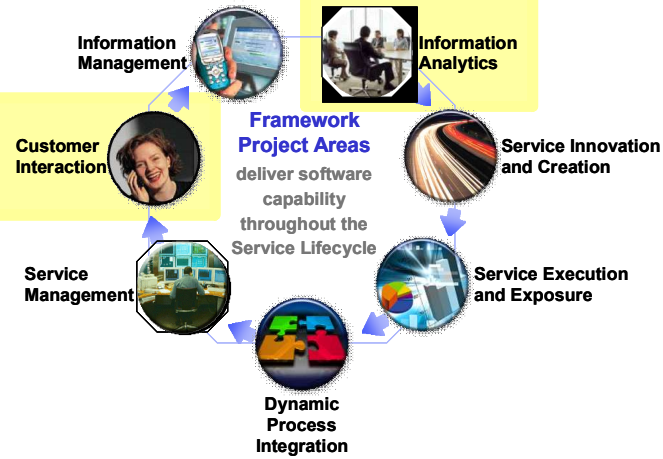 Information
Management
Information
Analytics
Framework
Project Areas
deliver software
capability
throughout the
Service Lifecycle
Customer
Interaction
Service Innovation
and Creation
Service
Management
Service Execution
and Exposure
Dynamic
Process
Integration